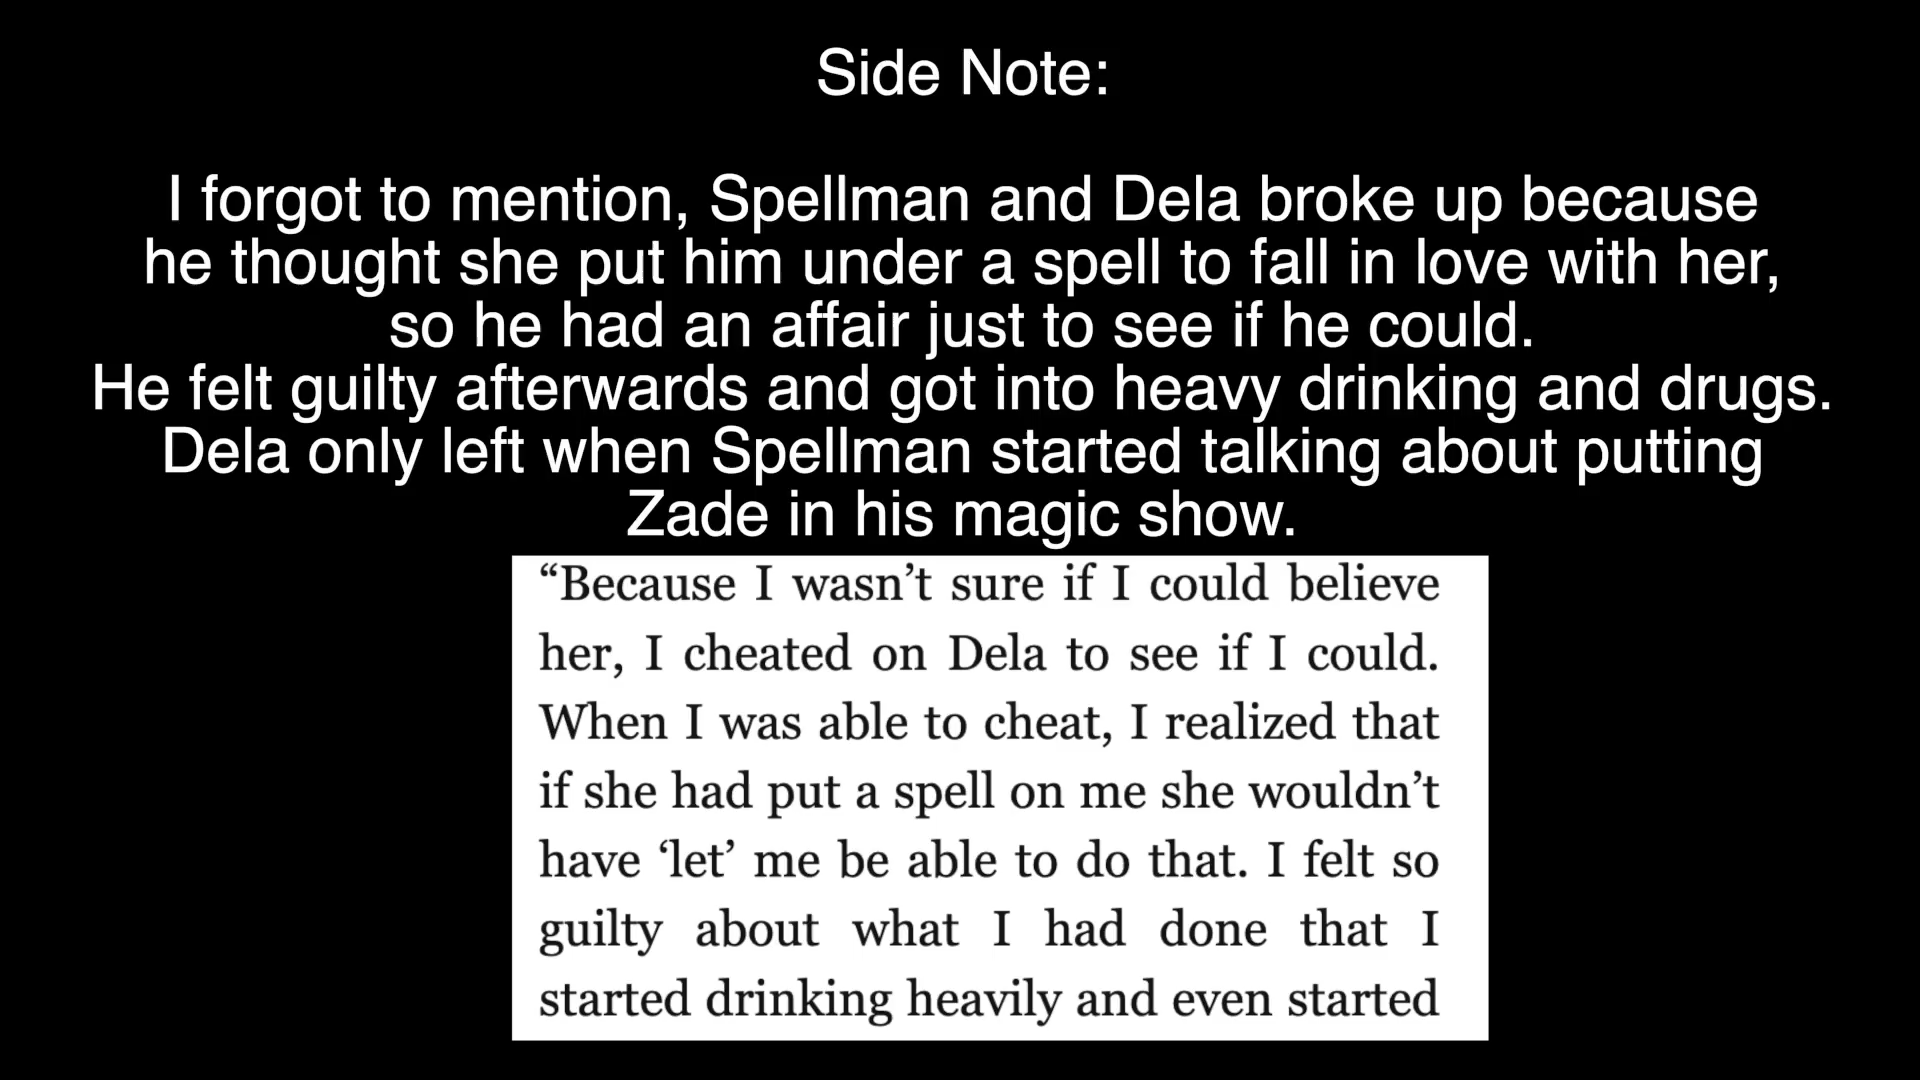 Side Note:
I forgot to mention, Spellman and Dela broke up because
he thought she put him under a spell to fall in love with her,
so he had an affair just to see if he could.
He felt guilty afterwards and got into heavy drinking and drugs.
Dela only left when Spellman started talking about putting
Zade in his magic show.
“Because I wasn’t sure if I could believe
her, I cheated on Dela to see if I could.
When I was able to cheat, I realized that
if she had put a spell on me she wouldn’t
have ‘let’ me be able to do that. I felt so
guilty about what I had done that I
started drinking heavily and even started